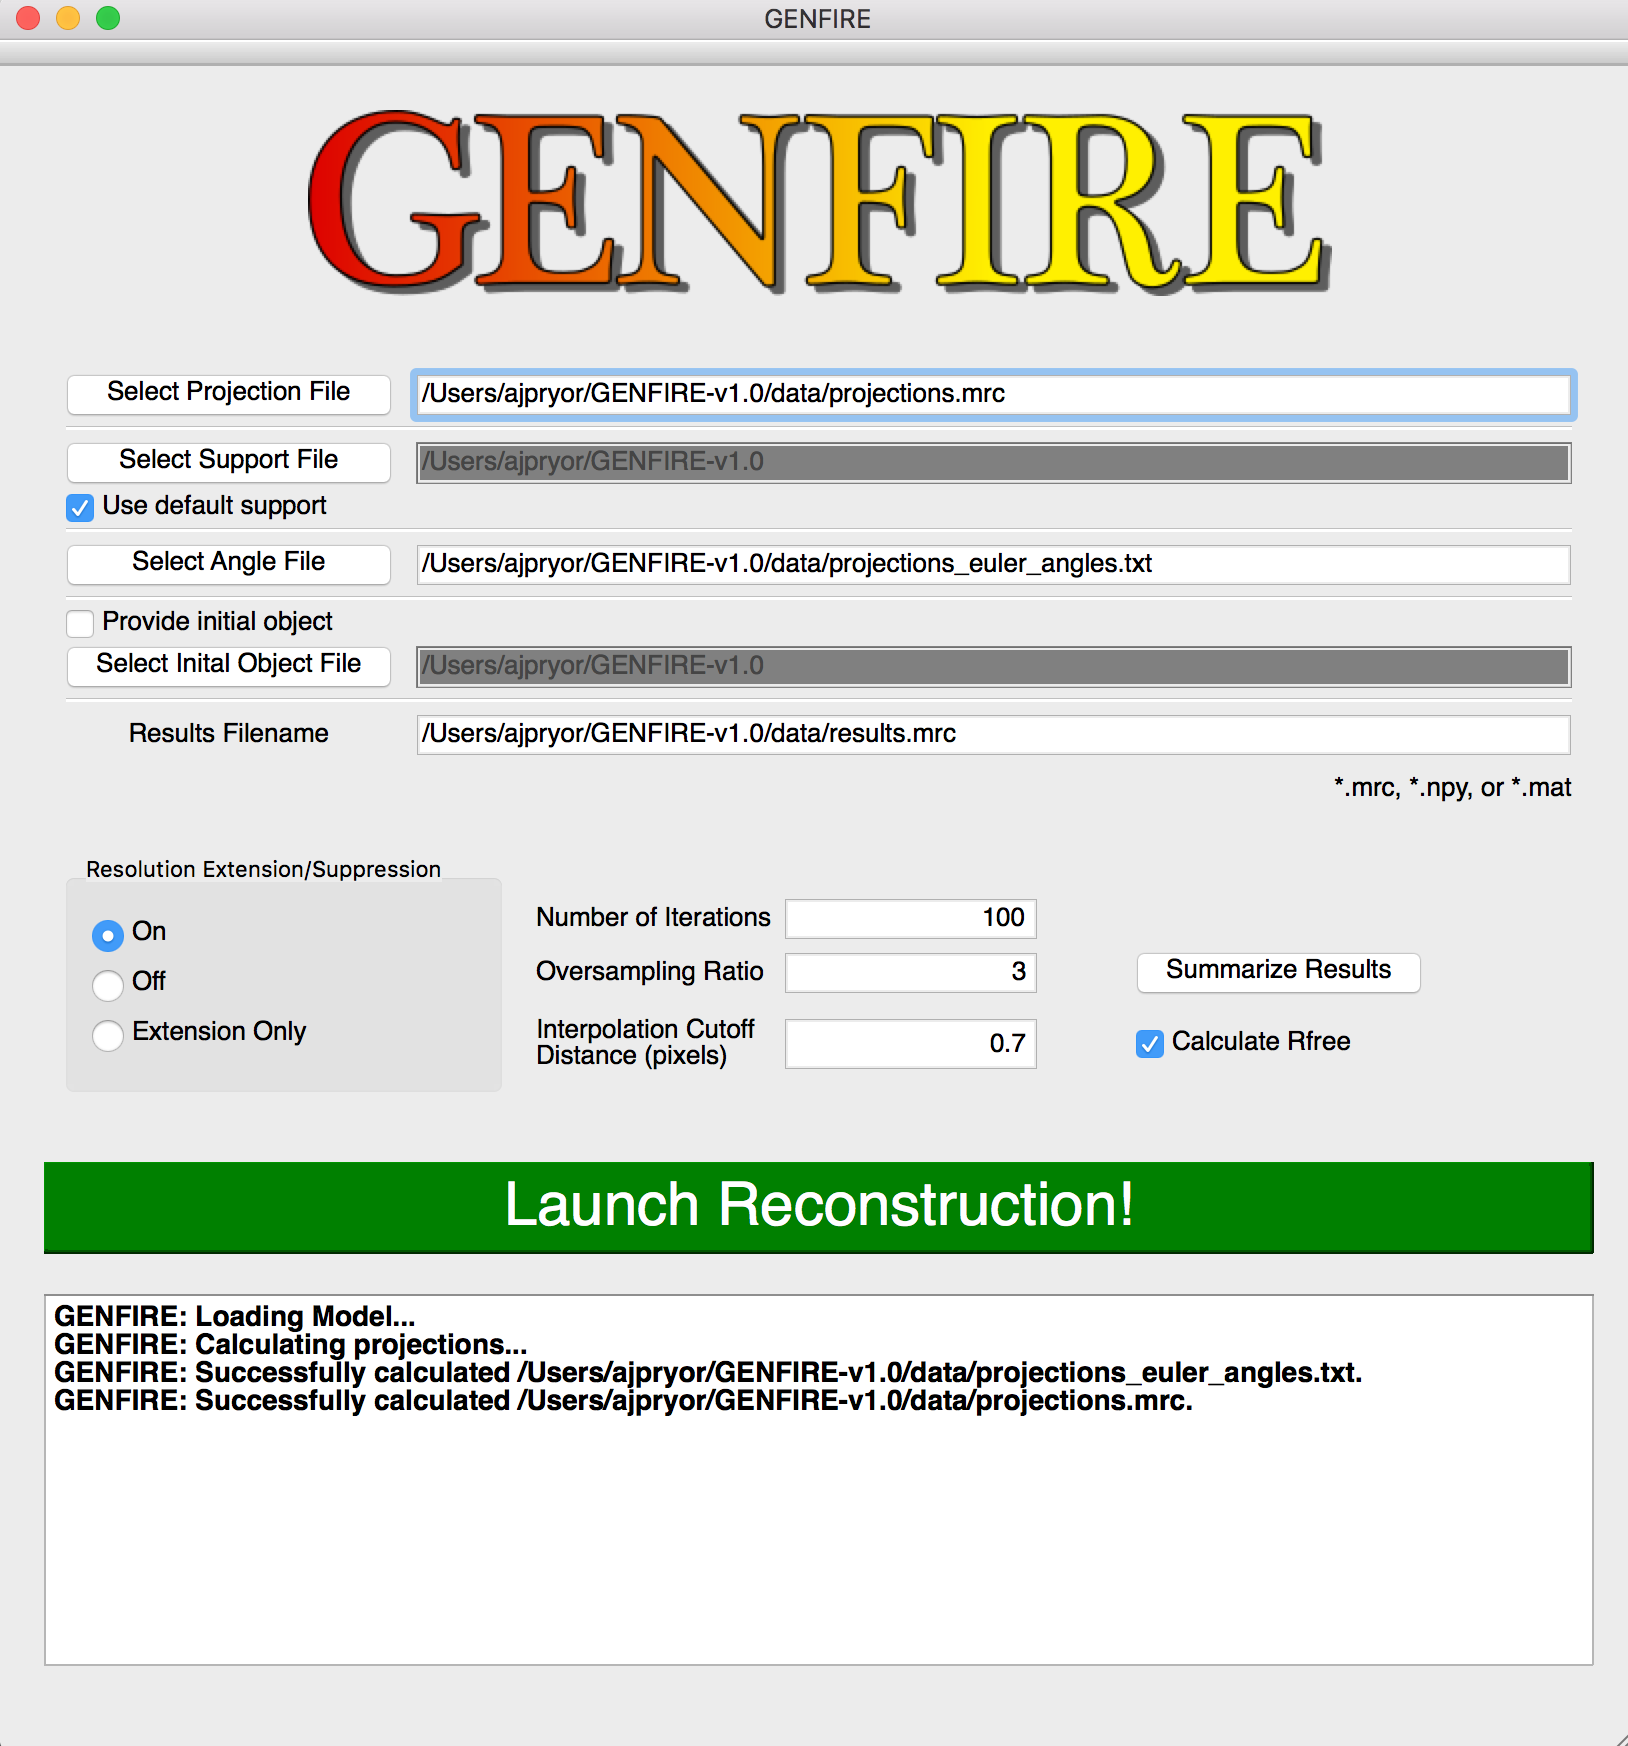 GENFIRE
GENFIRE
Select Projection File /Users/ajpryor/GENFIRE-v1.0/data/projections.mrc
Select Support File /Users/ajpryor/GENFIRE-v1.0
Use default support
Select Angle File /Users/ajpryor/GENFIRE-v1.0/data/projections_euler_angles.txt
Provide initial object
Select Inital Object File /Users/ajpryor/GENFIRE-v1.0
Results Filename /Users/ajpryor/GENFIRE-v1.0/data/results.mrc
*.mrc, *.npy, or *.mat
Resolution Extension/Suppression
On
Off
Extension Only
Number of Iterations 100
Oversampling Ratio 3
Interpolation Cutoff
Distance (pixels) 0.7
Summarize Results
Calculate Rfree
Launch Reconstruction!
GENFIRE: Loading Model...
GENFIRE: Calculating projections...
GENFIRE: Successfully calculated /Users/ajpryor/GENFIRE-v1.0/data/projections_euler_angles.txt.
GENFIRE: Successfully calculated /Users/ajpryor/GENFIRE-v1.0/data/projections.mrc.